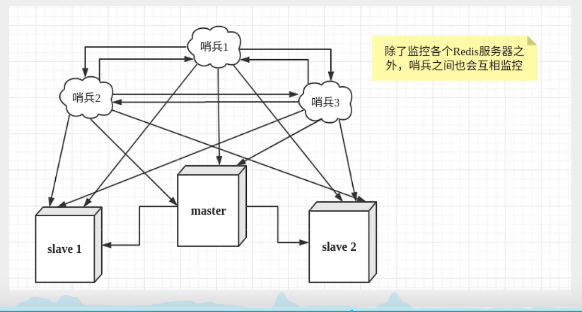 哨兵1
除了监控各个Redis服务器之
外，哨兵之间也会互相监控
哨兵2
哨兵3
master
slave 1
slave 2